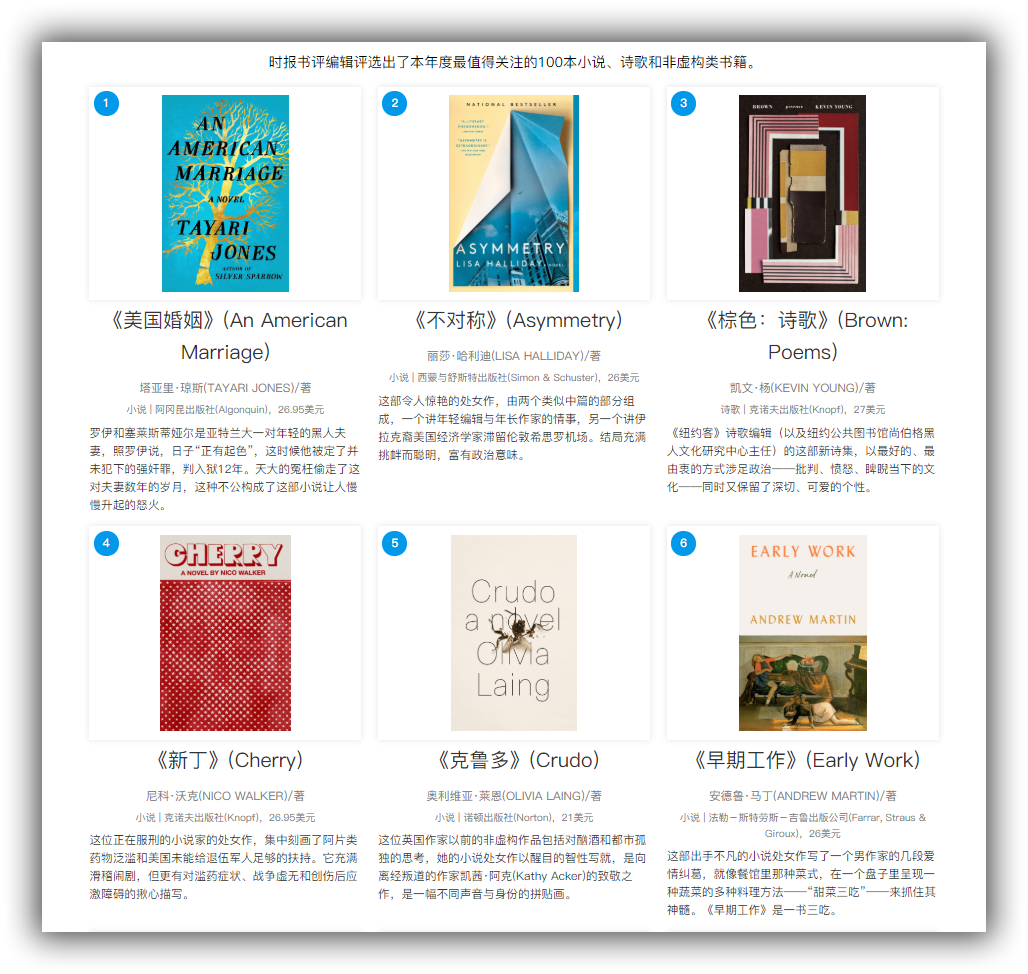 时报书评编辑评选出了本年度最值得关注的100本小说、诗歌和非虚构类书籍。
1
AN
AMERICAN
MARRIAGE
A NOVEL
TAYARI
JONES
AUTHOR OF
SILVER SPARROW
《美国婚姻》(An American
Marriage)
塔亚里·琼斯(TAYARI JONES)/著
小说 | 阿冈昆出版社(Algonquin)，26.95美元
罗伊和塞莱斯蒂娅尔是亚特兰大一对年轻的黑人夫
妻，照罗伊说，日子“正有起色”，这时候他被定了并
未犯下的强奸罪，判入狱12年。天大的冤枉偷走了这
对夫妻数年的岁月，这种不公构成了这部小说让人慢
慢升起的怒火。
2
NATIONAL BESTSELLER
ASYMMETRY
LISA HALLIDAY
《不对称》(Asymmetry)
丽莎·哈利迪(LISA HALLIDAY)/著
小说 | 西蒙与舒斯特出版社(Simon & Schuster)，26美元
这部令人惊艳的处女作，由两个类似中篇的部分组
成，一个讲年轻编辑与年长作家的情事，另一个讲伊
拉克裔美国经济学家滞留伦敦希思罗机场。结局充满
挑衅而聪明，富有政治意味。
3
BROWN poems KEVIN YOUNG
《棕色：诗歌》(Brown:
Poems)
凯文·杨(KEVIN YOUNG)/著
诗歌 | 克诺夫出版社(Knopf)，27美元
《纽约客》诗歌编辑（以及纽约公共图书馆尚伯格黑
人文化研究中心主任）的这部新诗集，以最好的、最
由衷的方式涉足政治——批判、愤怒、睥睨当下的文
化——同时又保留了深切、可爱的个性。
4
CHERRY
A NOVEL BY NICO WALKER
《新丁》(Cherry)
尼科·沃克(NICO WALKER)/著
小说 | 克诺夫出版社(Knopf)，26.95美元
这位正在服刑的小说家的处女作，集中刻画了阿片类
药物泛滥和美国未能给退伍军人足够的扶持。它充满
滑稽闹剧，但更有对滥药症状、战争虚无和创伤后应
激障碍的揪心描写。
5
Crudo
a novel
Olivia
Laing
《克鲁多》(Crudo)
奥利维亚·莱恩(OLIVIA LAING)/著
小说 | 诺顿出版社(Norton)，21美元
这位英国作家以前的非虚构作品包括对酗酒和都市孤
独的思考，她的小说处女作以醒目的智性写就，是向
离经叛道的作家凯茜·阿克(Kathy Acker)的致敬之
作，是一幅不同声音与身份的拼贴画。
6
EARLY WORK
A Novel
ANDREW MARTIN
《早期工作》(Early Work)
安德鲁·马丁(ANDREW MARTIN)/著
小说 | 法勒－斯特劳斯－吉鲁出版公司(Farrar, Straus &
Giroux)，26美元
这部出手不凡的小说处女作写了一个男作家的几段爱
情纠葛，就像餐馆里那种菜式，在一个盘子里呈现一
种蔬菜的多种料理方法——“甜菜三吃”——来抓住其
神髓。《早期工作》是一书三吃。